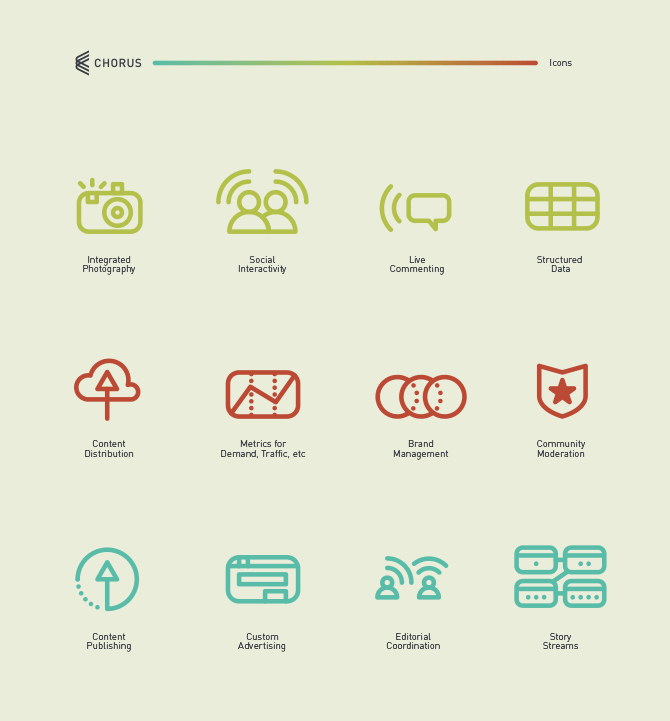 CHORUS
Icons
Integrated
Photography
Social
Interactivity
Live
Commenting
Structured
Data
Content
Distribution
Metrics for
Demand, Traffic, etc
Brand
Management
Community
Moderation
Content
Publishing
Custom
Advertising
Editorial
Coordination
Story
Streams